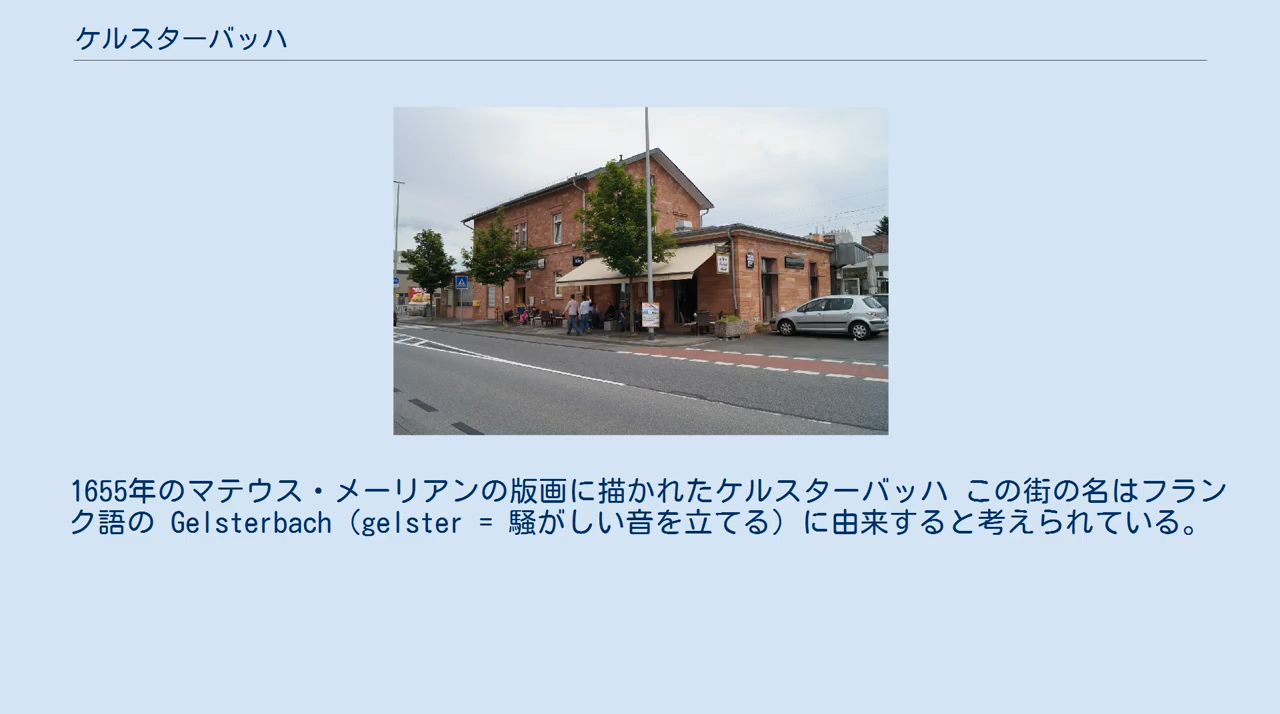 ケルスターバッハ
1655年のマテウス・メーリアンの版画に描かれたケルスターバッハ この街の名はフラン
ク語の Gelsterbach（gelster = 騒がしい音を立てる）に由来すると考えられている。